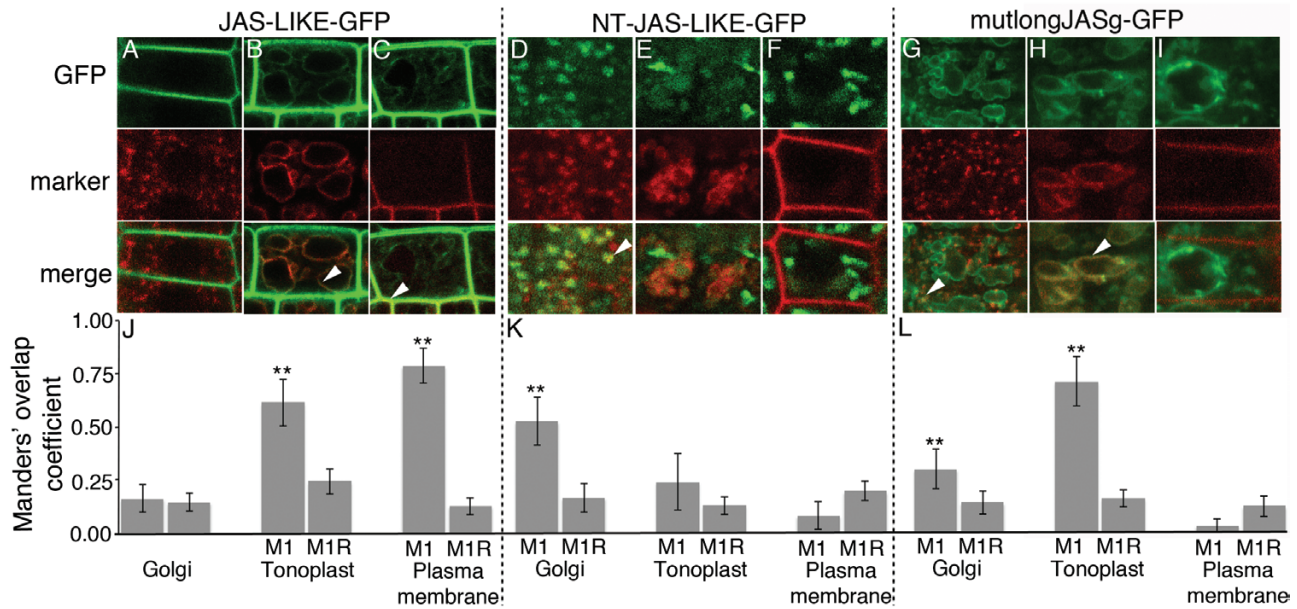 JAS-LIKE-GFP
NT-JAS-LIKE-GFP
mutlongJASg-GFP
A B C D E F G H I
GFP
marker
merge
J K L
Manders' overlap
coefficient
1.00
0.75
0.50
0.25
0.00
** ** ** ** **
M1 M1R M1 M1R M1 M1R M1 M1R M1 M1R M1 M1R M1 M1R M1 M1R
Golgi Tonoplast Plasma Golgi Tonoplast Plasma Golgi Tonoplast Plasma
membrane membrane membrane